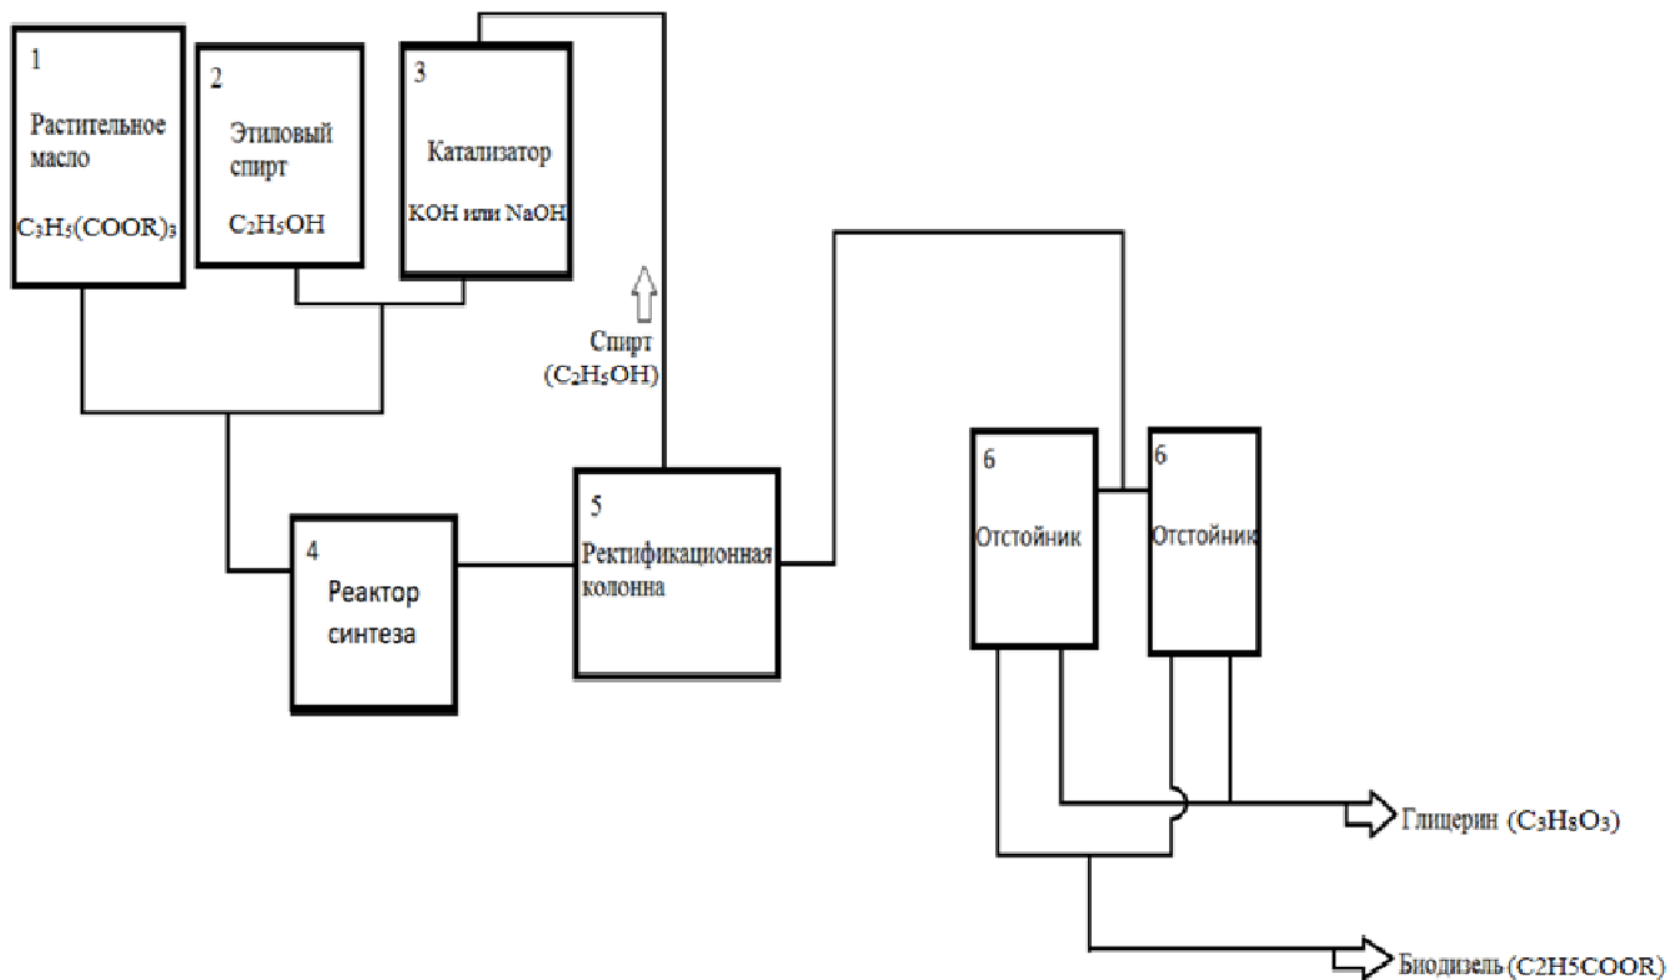 1
Растительное
масло
C₃H₅(COOR)₃
2
Этиловый
спирт
C₂H₅OH
3
Катализатор
KOH или NaOH
Спирт
(C₂H₅OH)
4
Реактор
синтеза
5
Ректификационная
колонна
6
Отстойник
6
Отстойник
Глицерин (C₃H₈O₃)
Биодизель (C2H5COOR)